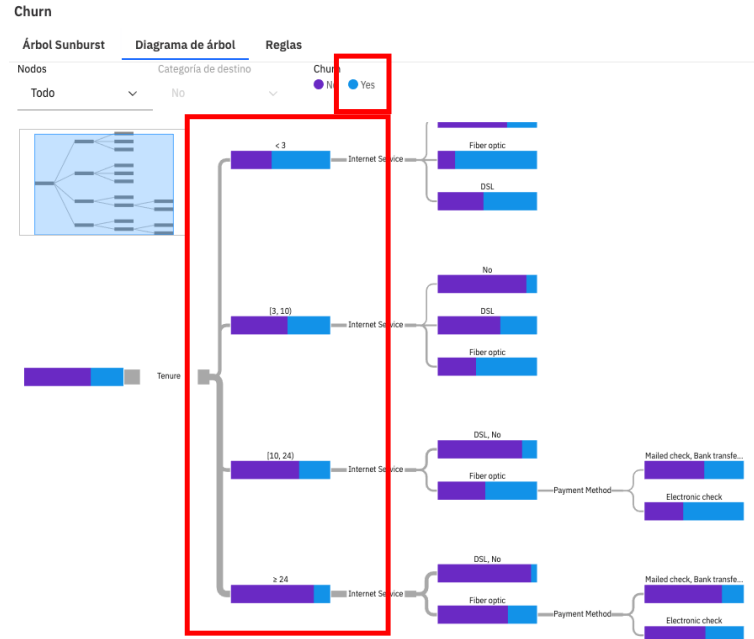 Churn
Árbol Sunburst Diagrama de árbol Reglas
Nodos Categoría de destino Churn
Todo No No Yes
< 3
Internet Service
Fiber optic
DSL
[3, 10)
Internet Service
No
DSL
Fiber optic
Tenure
[10, 24)
Internet Service
DSL, No
Fiber optic
Payment Method
Mailed check, Bank transfe...
Electronic check
≥ 24
Internet Service
DSL, No
Fiber optic
Payment Method
Mailed check, Bank transfe...
Electronic check